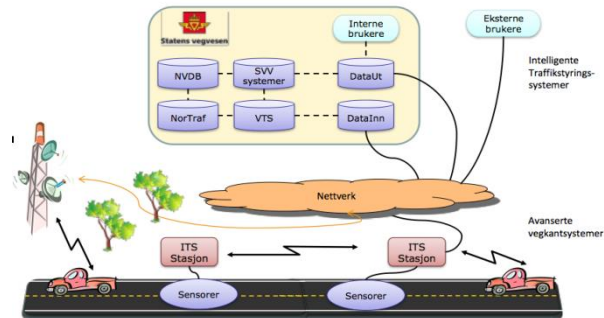 Statens vegvesen
Interne
brukere
Eksterne
brukere
NVDB
SVV
systemer
DataUt
Intelligente
Traffikstyrings-
systemer
NorTraf
VTS
DataInn
Nettverk
Avanserte
vegkantsystemer
ITS
Stasjon
ITS
Stasjon
Sensorer
Sensorer